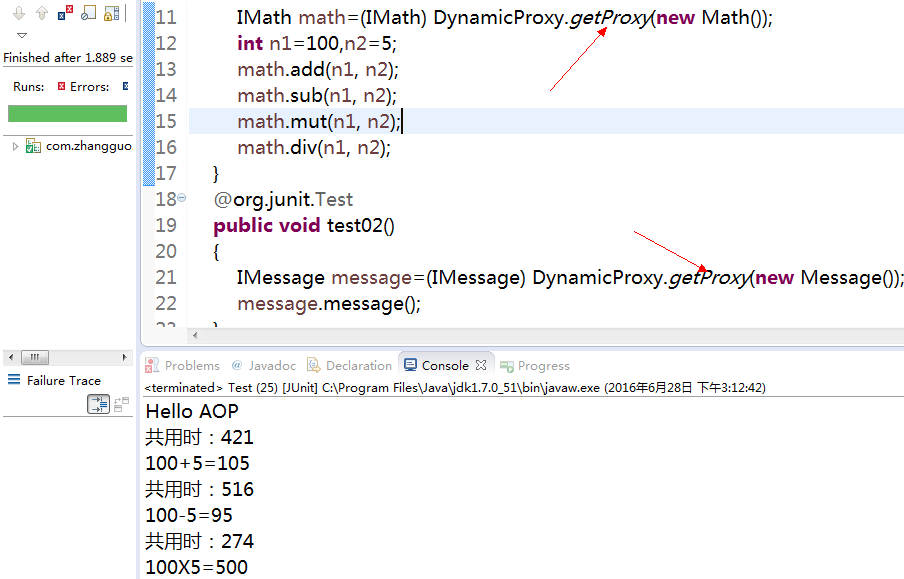 Finished after 1.889 se
Runs: Errors:
com.zhangguo
Failure Trace
11 IMath math=(IMath) DynamicProxy.getProxy(new Math());
12 int n1=100,n2=5;
13 math.add(n1, n2);
14 math.sub(n1, n2);
15 math.mut(n1, n2);
16 math.div(n1, n2);
17 }
18 @org.junit.Test
19 public void test02()
20 {
21 IMessage message=(IMessage) DynamicProxy.getProxy(new Message());
22 message.message();
Problems @ Javadoc Declaration Console Progress
<terminated> Test (25) [JUnit] C:\Program Files\Java\jdk1.7.0_51\bin\javaw.exe (2016年6月28日 下午3:12:42)
Hello AOP
共用时：421
100+5=105
共用时：516
100-5=95
共用时：274
100X5=500